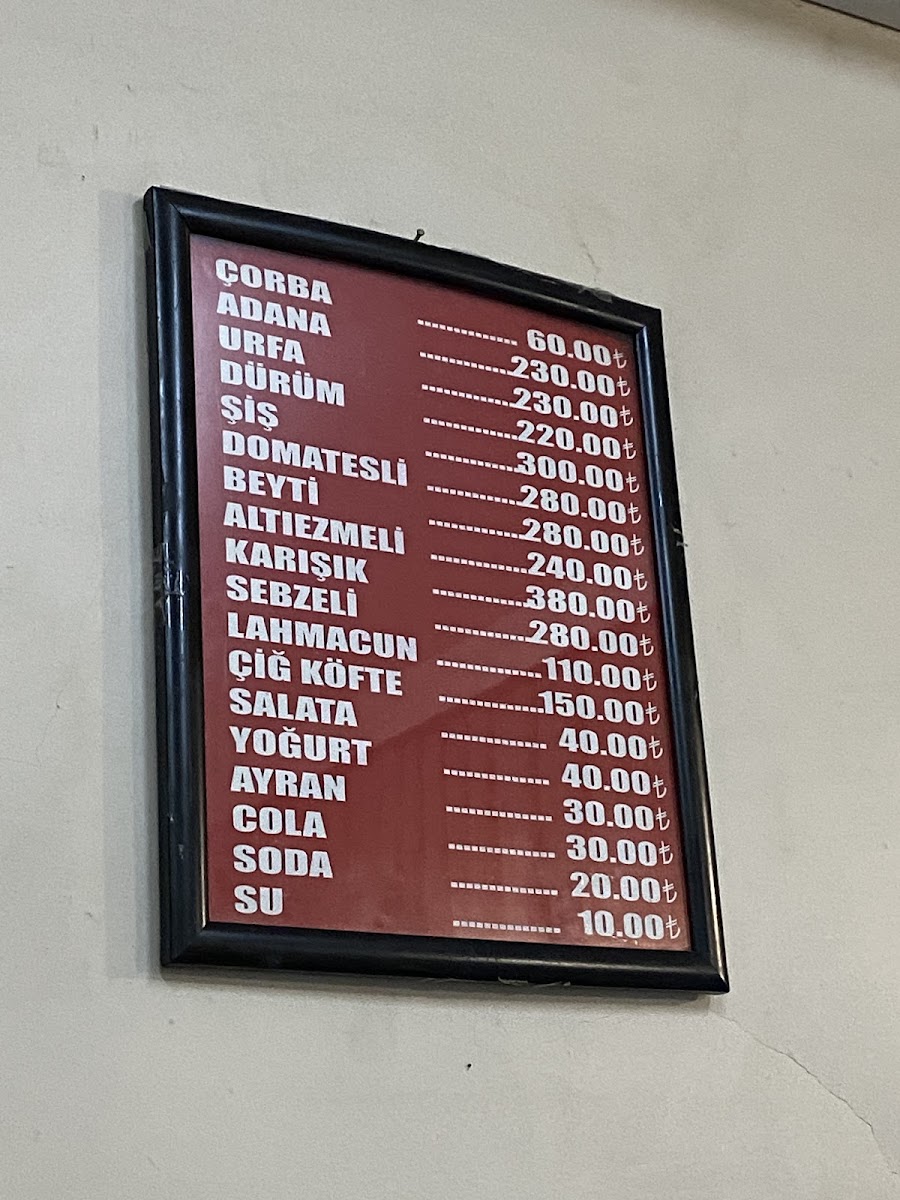 ÇORBA ............... 60.00₺
ADANA ............... 230.00₺
URFA ............... 230.00₺
DÜRÜM ............... 220.00₺
ŞİŞ ............... 300.00₺
DOMATESLİ ............... 280.00₺
BEYTİ ............... 280.00₺
ALTIEZMELİ ............... 240.00₺
KARIŞIK ............... 380.00₺
SEBZELİ ............... 280.00₺
LAHMACUN ............... 110.00₺
ÇİĞ KÖFTE ............... 150.00₺
SALATA ............... 40.00₺
YOĞURT ............... 40.00₺
AYRAN ............... 30.00₺
COLA ............... 30.00₺
SODA ............... 20.00₺
SU ............... 10.00₺